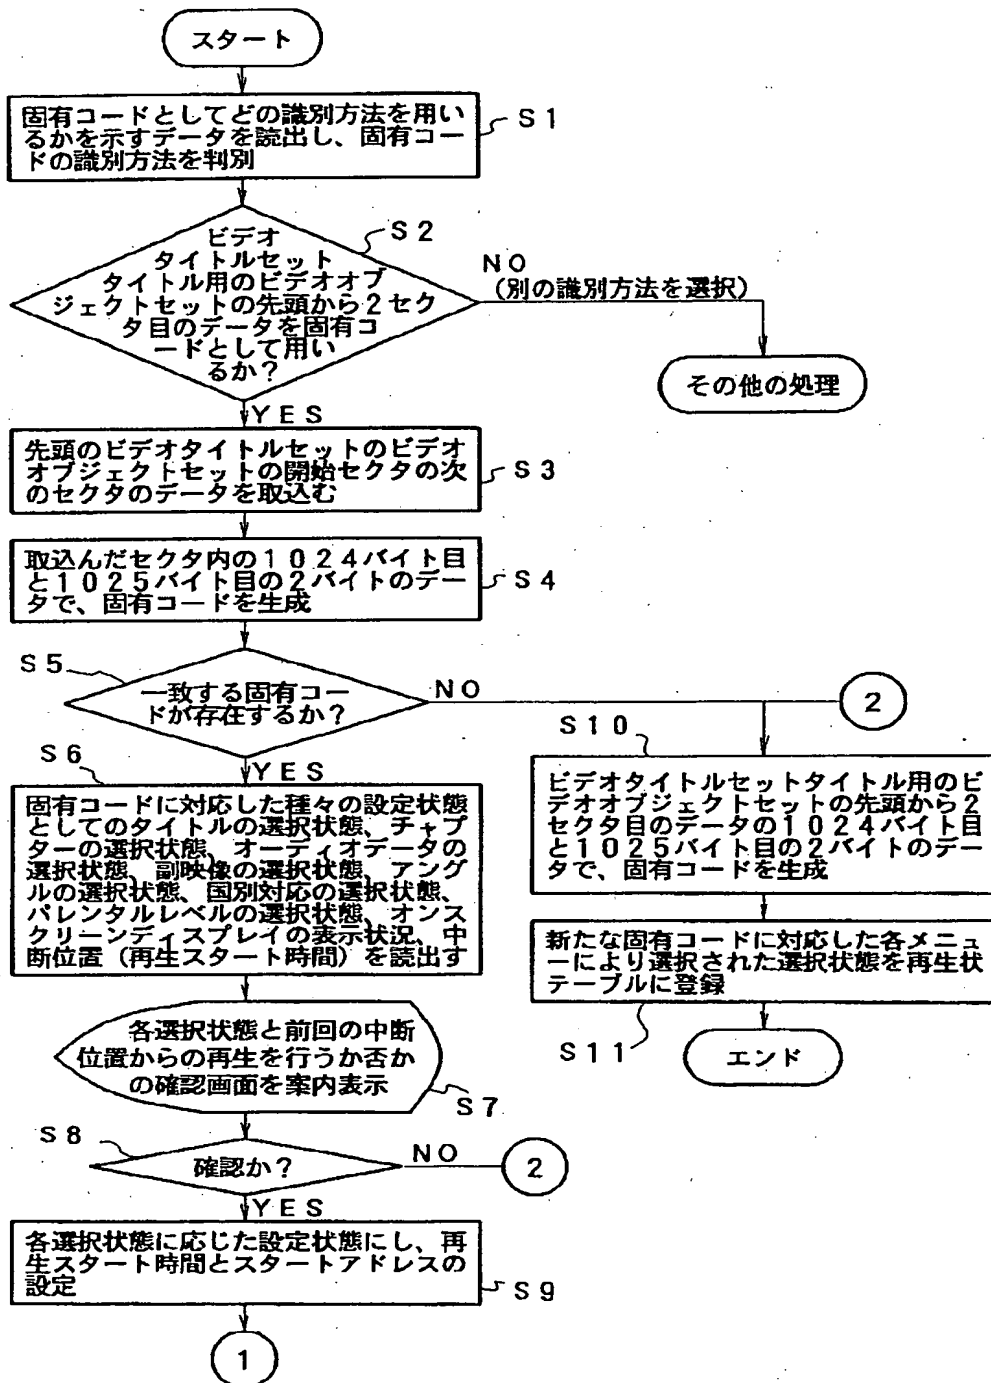 スタート
固有コードとしてどの識別方法を用い
るかを示すデータを読出し、固有コー
ドの識別方法を判別
S1
ビデオ
タイトルセット
タイトル用のビデオオブ
ジェクトセットの先頭から2セク
タ目のデータを固有コ
ードとして用い
るか？
S2
NO
(別の識別方法を選択)
その他の処理
YES
先頭のビデオタイトルセットのビデオ
オブジェクトセットの開始セクタの次
のセクタのデータを取込む
S3
取込んだセクタ内の1024バイト目
と1025バイト目の2バイトのデー
タで、固有コードを生成
S4
S5
一致する固有コー
ドが存在するか？
NO
2
YES
S6
固有コードに対応した種々の設定状態
としてのタイトルの選択状態、チャプ
ターの選択状態、オーディオデータの
選択状態、副映像の選択状態、アング
ルの選択状態、国別対応の選択状態、
パレンタルレベルの選択状態、オンス
クリーンディスプレイの表示状況、中
断位置（再生スタート時間）を読出す
S10
ビデオタイトルセットタイトル用のビ
デオオブジェクトセットの先頭から2
セクタ目のデータの1024バイト目
と1025バイト目の2バイトのデー
タで、固有コードを生成
新たな固有コードに対応した各メニュ
ーにより選択された選択状態を再生状
テーブルに登録
S11
エンド
各選択状態と前回の中断
位置からの再生を行うか否か
の確認画面を案内表示
S7
S8
確認か？
NO
2
YES
各選択状態に応じた設定状態にし、再
生スタート時間とスタートアドレスの
設定
S9
1